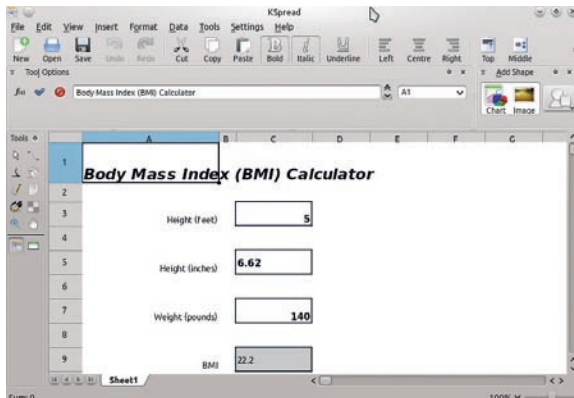 KSpread
File Edit View Insert Format Data Tools Settings Help
New Open Save Undo Redo Cut Copy Paste Bold Italic Underline Left Centre Right Top Middle
Tool Options
Add Shape
Body Mass Index (BMI) Calculator
A1
Chart Image
Tools
A B C D E F G
1 Body Mass Index (BMI) Calculator
2
3 Height (feet) 5
4
5 Height (inches) 6.62
6
7 Weight (pounds) 140
8
9 BMI 22.2
Sheet1
Sum: 0
100%